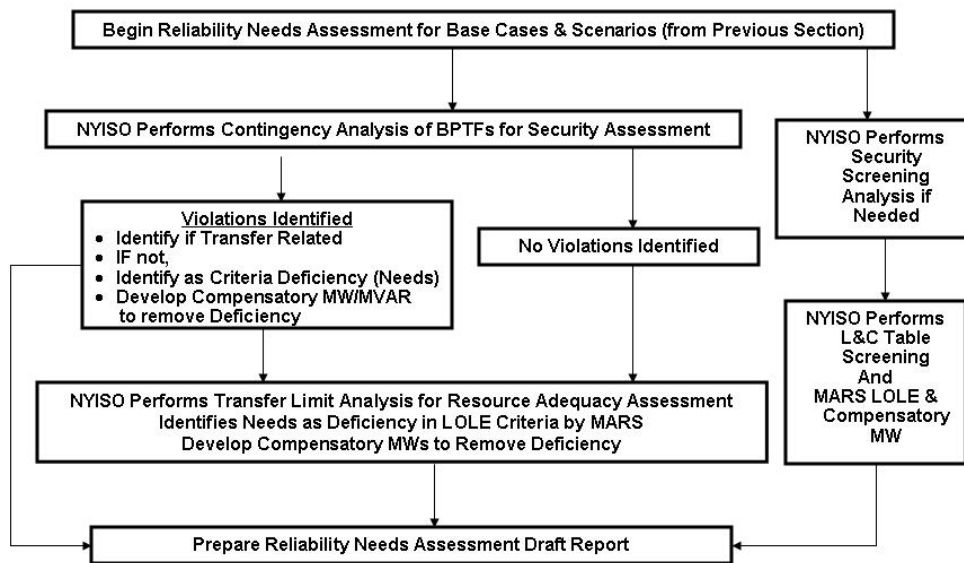 Begin Reliability Needs Assessment for Base Cases & Scenarios (from Previous Section)
NYISO Performs Contingency Analysis of BPTFs for Security Assessment
Violations Identified
• Identify if Transfer Related
• IF not,
• Identify as Criteria Deficiency (Needs)
• Develop Compensatory MW/MVAR
to remove Deficiency
No Violations Identified
NYISO Performs Transfer Limit Analysis for Resource Adequacy Assessment
Identifies Needs as Deficiency in LOLE Criteria by MARS
Develop Compensatory MWs to Remove Deficiency
NYISO Performs
Security
Screening
Analysis if
Needed
NYISO Performs
L&C Table
Screening
And
MARS LOLE &
Compensatory
MW
Prepare Reliability Needs Assessment Draft Report